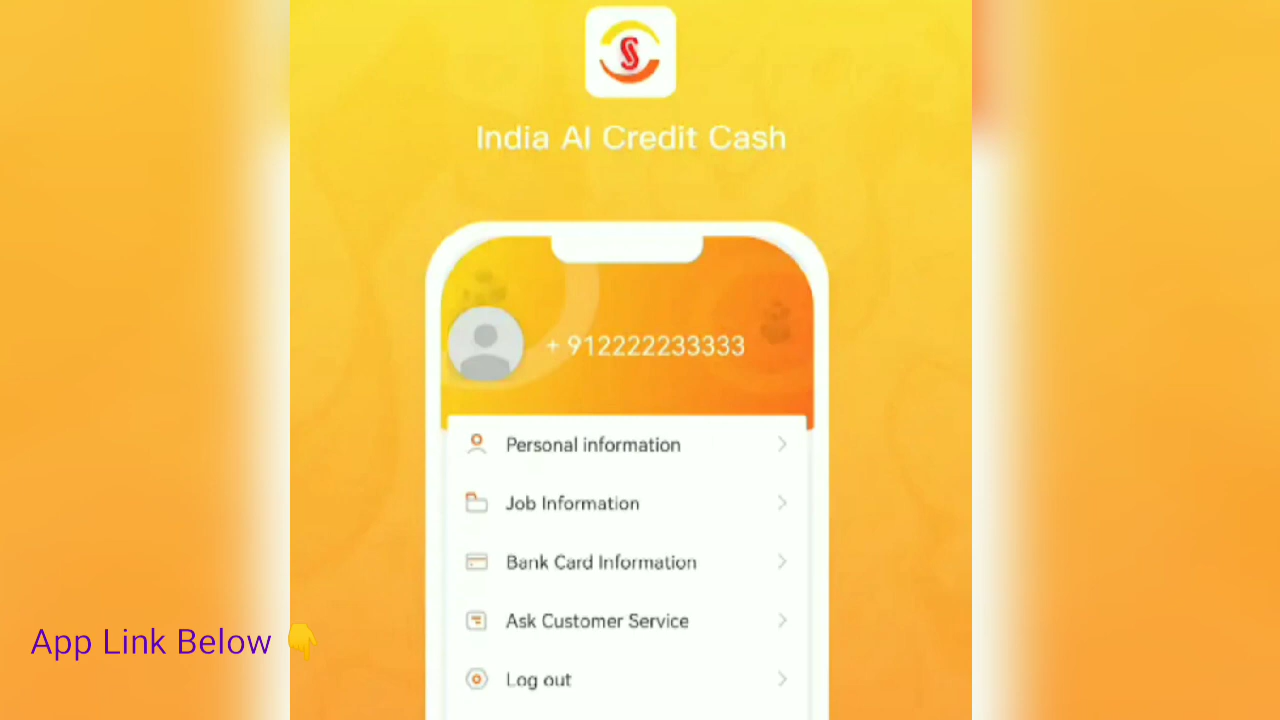 S
India AI Credit Cash
+ 912222233333
Personal information
Job Information
Bank Card Information
Ask Customer Service
Log out
App Link Below 👇